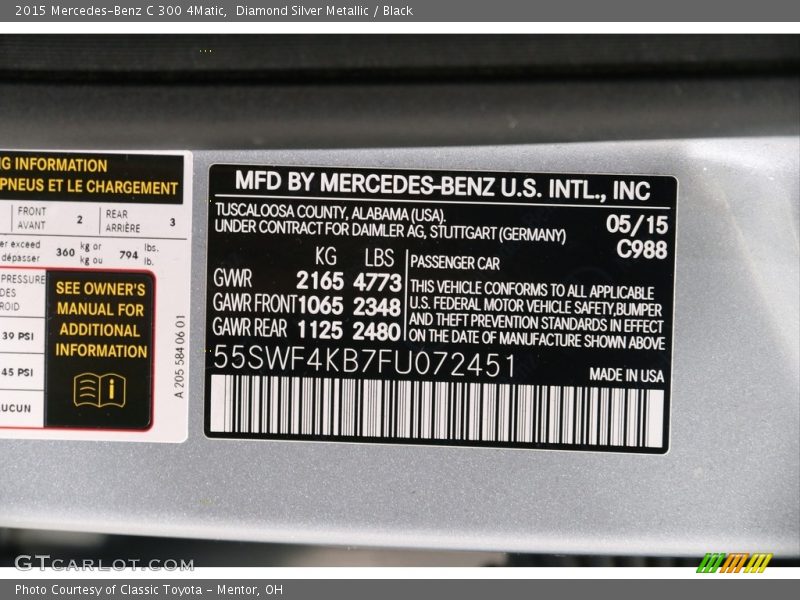 2015 Mercedes-Benz C 300 4Matic,  Diamond Silver Metallic / Black
G INFORMATION
PNEUS ET LE CHARGEMENT
FRONT
AVANT
2
REAR
ARRIÈRE
3
er exceed
dépasser
360
kg or
kg ou
794
lbs.
lb.
PRESSURE
DES
ROID
39 PSI
45 PSI
UCUN
SEE OWNER'S
MANUAL FOR
ADDITIONAL
INFORMATION
i
A 205 584 06 01
MFD BY MERCEDES-BENZ U.S. INTL., INC
TUSCALOOSA COUNTY, ALABAMA (USA).
UNDER CONTRACT FOR DAIMLER AG, STUTTGART (GERMANY)
05/15
C988
KG LBS
GWR 2165 4773
GAWR FRONT 1065 2348
GAWR REAR 1125 2480
PASSENGER CAR
THIS VEHICLE CONFORMS TO ALL APPLICABLE
U.S. FEDERAL MOTOR VEHICLE SAFETY,BUMPER
AND THEFT PREVENTION STANDARDS IN EFFECT
ON THE DATE OF MANUFACTURE SHOWN ABOVE
55SWF4KB7FU072451
MADE IN USA
GTcarlot.com
Photo Courtesy of Classic Toyota - Mentor, OH